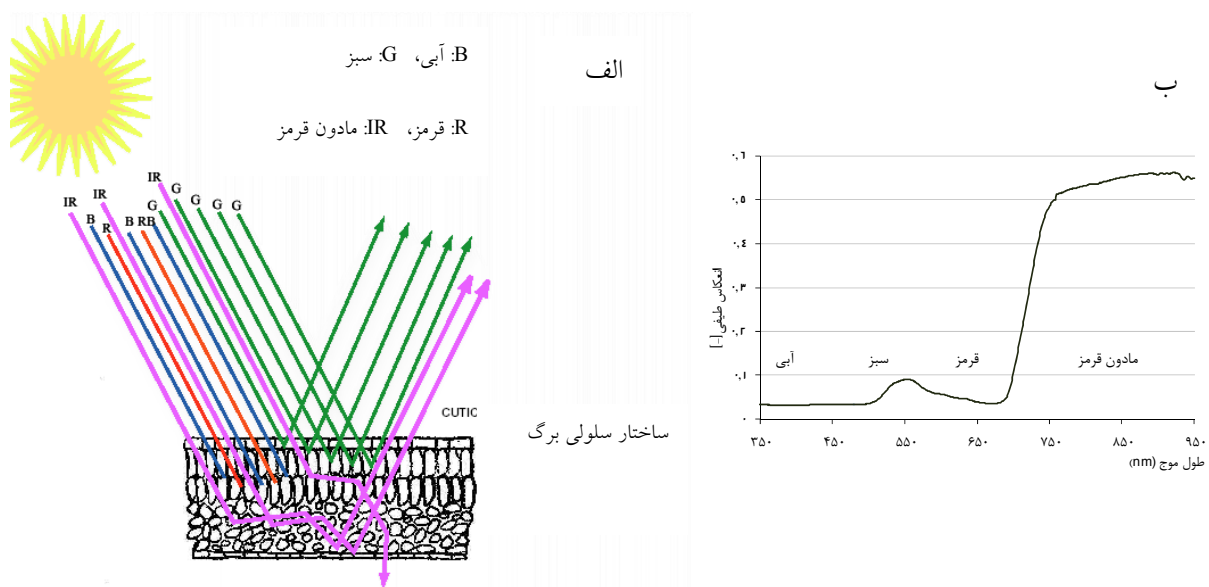 B: آبی، G: سبز
R: قرمز، IR: مادون قرمز
الف
IR
B
R
IR
B
RB
IR
G
G
G
G
G
CUTIC
ساختار سلولی برگ
ب
۰.۶
۰.۵
۰.۴
۰.۳
۰.۲
۰.۱
۰
انعکاس طیفی[-]
آبی
سبز
قرمز
مادون قرمز
۳۵۰ ۴۵۰ ۵۵۰ ۶۵۰ ۷۵۰ ۸۵۰ ۹۵۰
طول موج (nm)